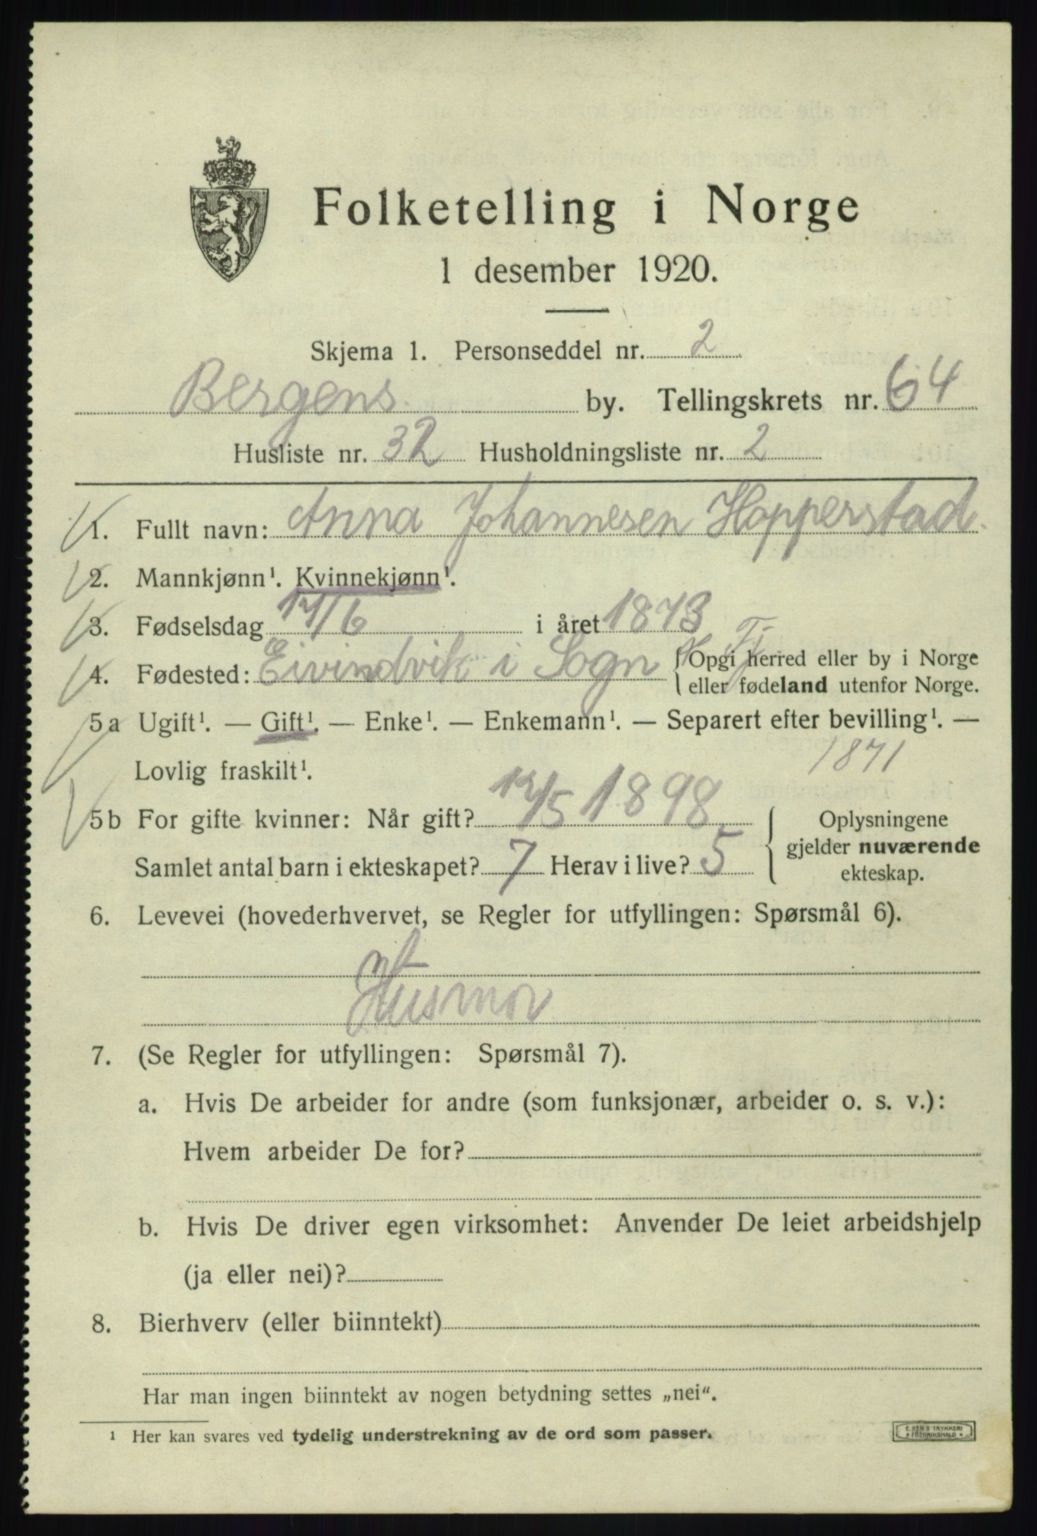 Folketelling i Norge
1 desember 1920.
Skjema 1. Personseddel nr. 2
Bergens by. Tellingskrets nr. 64
Husliste nr. 32 Husholdningsliste nr. 2
1. Fullt navn: Anna Johannesen Hopperstad
2. Mannkjønn¹. Kvinnekjønn¹.
3. Fødselsdag 17/6 i året 1873
4. Fødested: Eivindvik i Sogn {Opgi herred eller by i Norge
eller fødeland utenfor Norge.
5a Ugift¹. — Gift¹. — Enke¹. — Enkemann¹. — Separert efter bevilling¹. —
Lovlig fraskilt¹. 1871
5b For gifte kvinner: Når gift? 12/5 1898 Oplysningene
gjelder nuværende
Samlet antal barn i ekteskapet? 7 Herav i live? 5 ekteskap.
6. Levevei (hovederhvervet, se Regler for utfyllingen: Spørsmål 6).
Husmor
7. (Se Regler for utfyllingen: Spørsmål 7).
a. Hvis De arbeider for andre (som funksjonær, arbeider o. s. v.):
Hvem arbeider De for?
b. Hvis De driver egen virksomhet: Anvender De leiet arbeidshjelp
(ja eller nei)?
8. Bierhverv (eller biinntekt)
Har man ingen biinntekt av nogen betydning settes „nei".
¹ Her kan svares ved tydelig understrekning av de ord som passer.